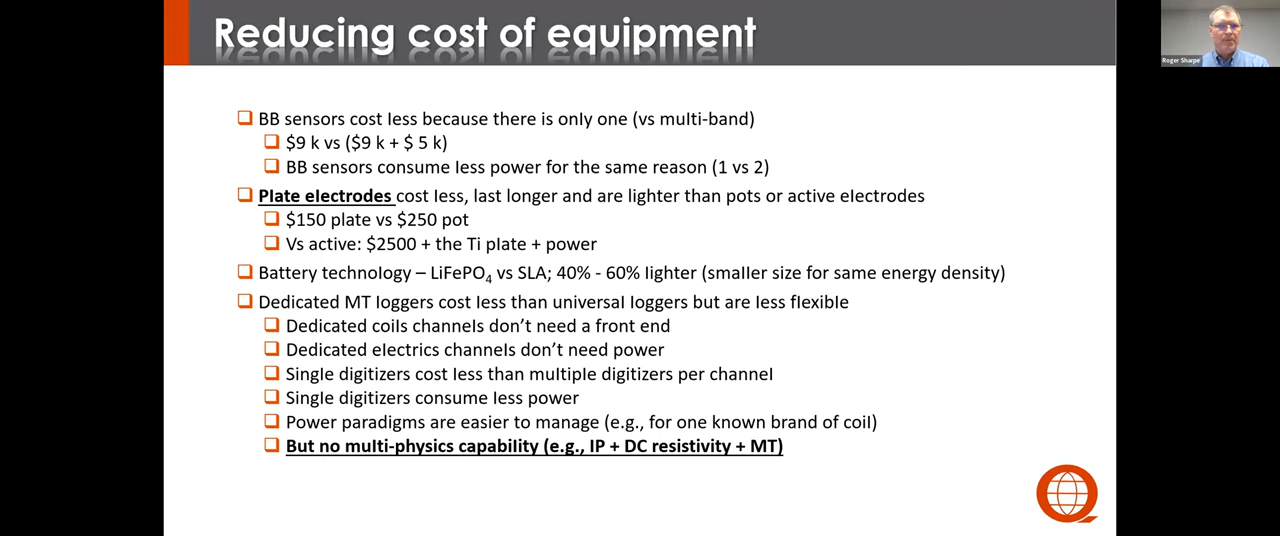 Reducing cost of equipment
Roger Sharpe
BB sensors cost less because there is only one (vs multi-band)
$9 k vs ($9 k + $ 5 k)
BB sensors consume less power for the same reason (1 vs 2)
Plate electrodes cost less, last longer and are lighter than pots or active electrodes
$150 plate vs $250 pot
Vs active: $2500 + the Ti plate + power
Battery technology – LiFePO₄ vs SLA; 40% - 60% lighter (smaller size for same energy density)
Dedicated MT loggers cost less than universal loggers but are less flexible
Dedicated coils channels don’t need a front end
Dedicated electrics channels don’t need power
Single digitizers cost less than multiple digitizers per channel
Single digitizers consume less power
Power paradigms are easier to manage (e.g., for one known brand of coil)
But no multi-physics capability (e.g., IP + DC resistivity + MT)